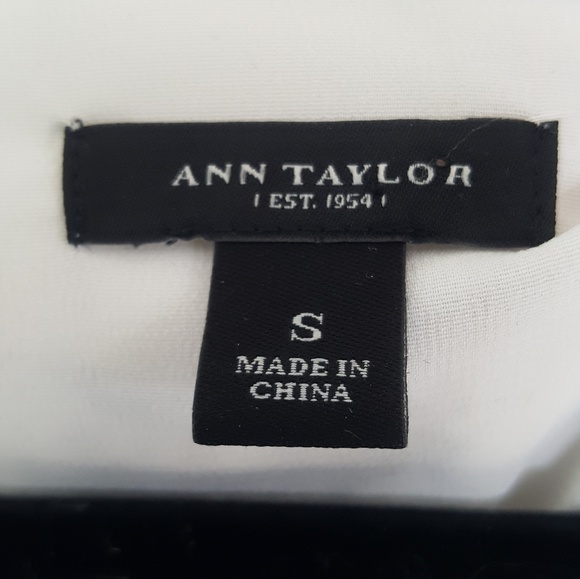 ANN TAYLOR
| EST. 1954 |
S
MADE IN
CHINA